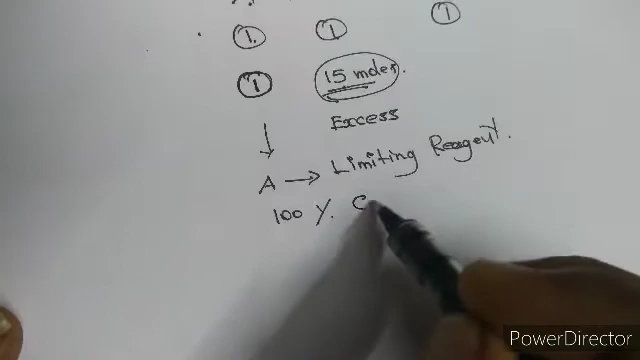 1. 1 1
1 15 moles.
Excess
A → Limiting Reagent.
100 %. C
PowerDirector